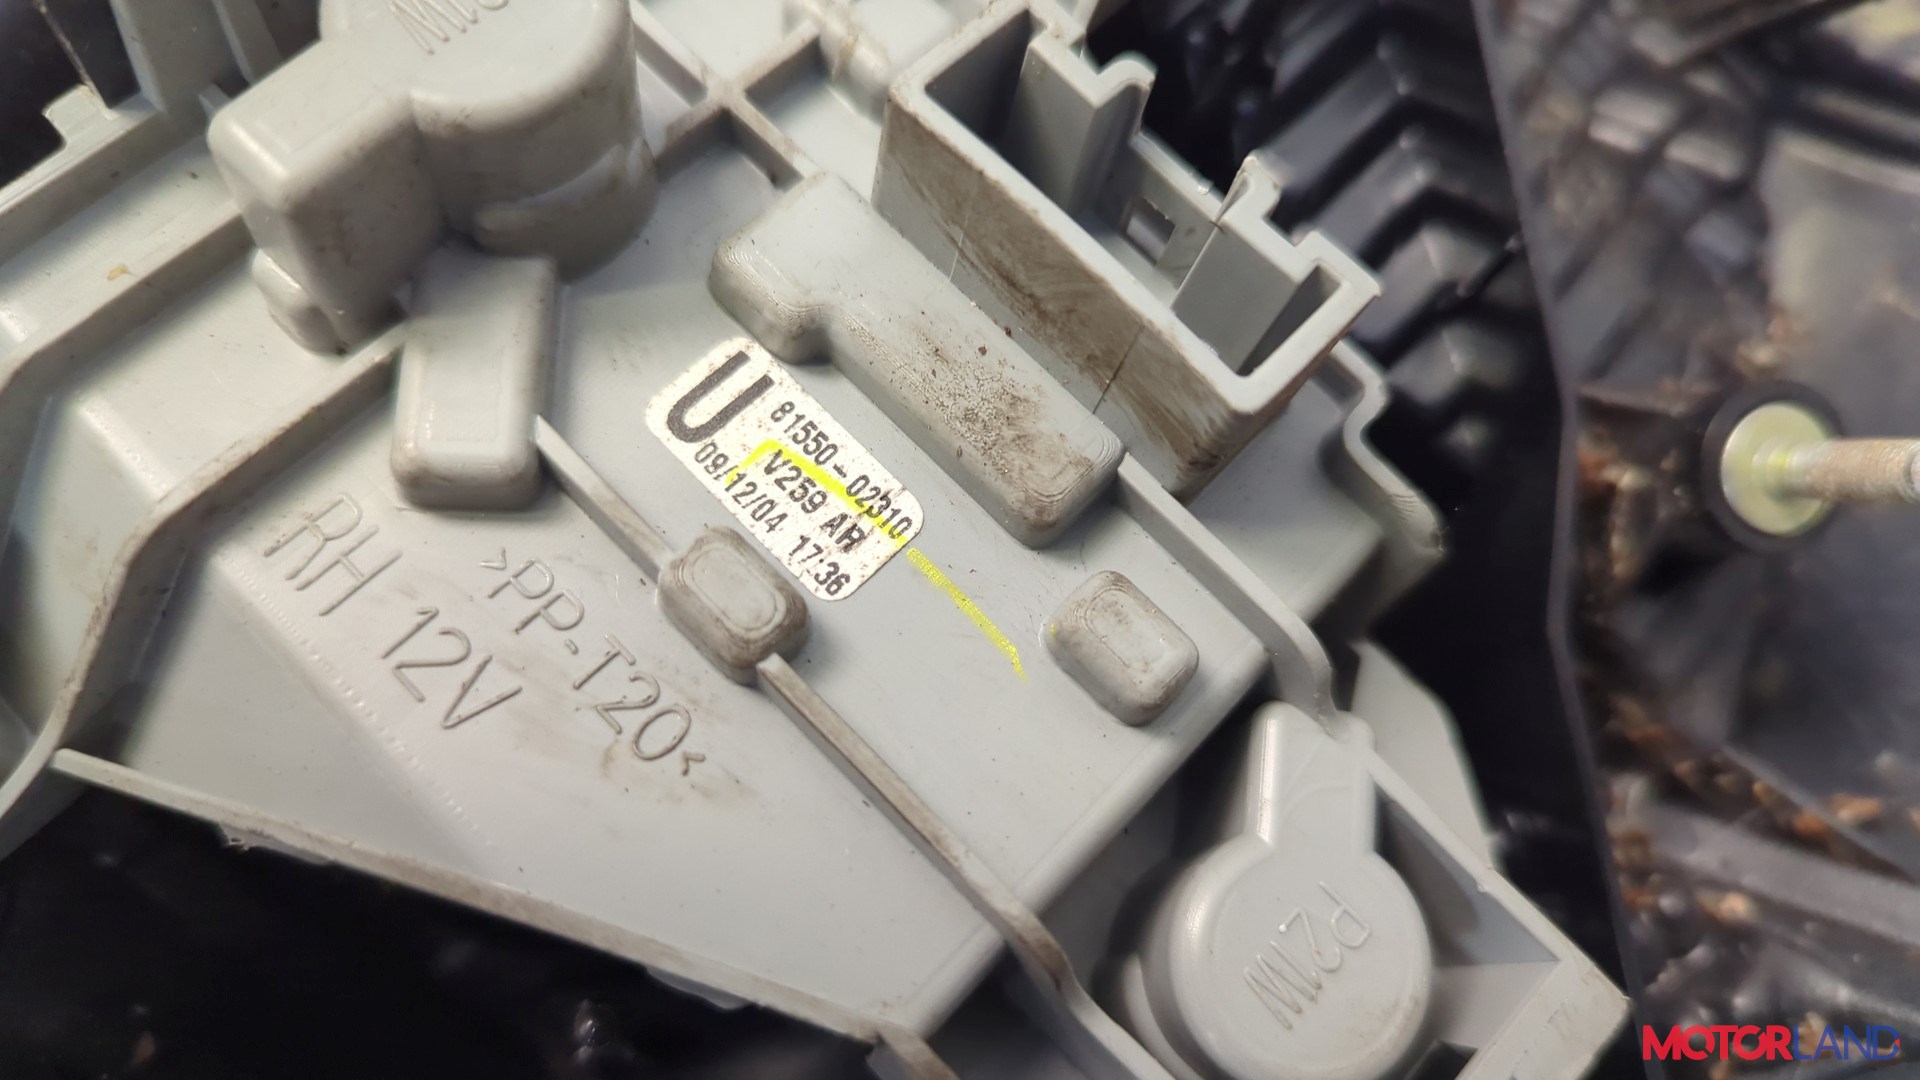 U
81550-02310
V259 AR
09/12/04 17:36
>PP-T20<
RH 12V
P21W
MOTORLAND